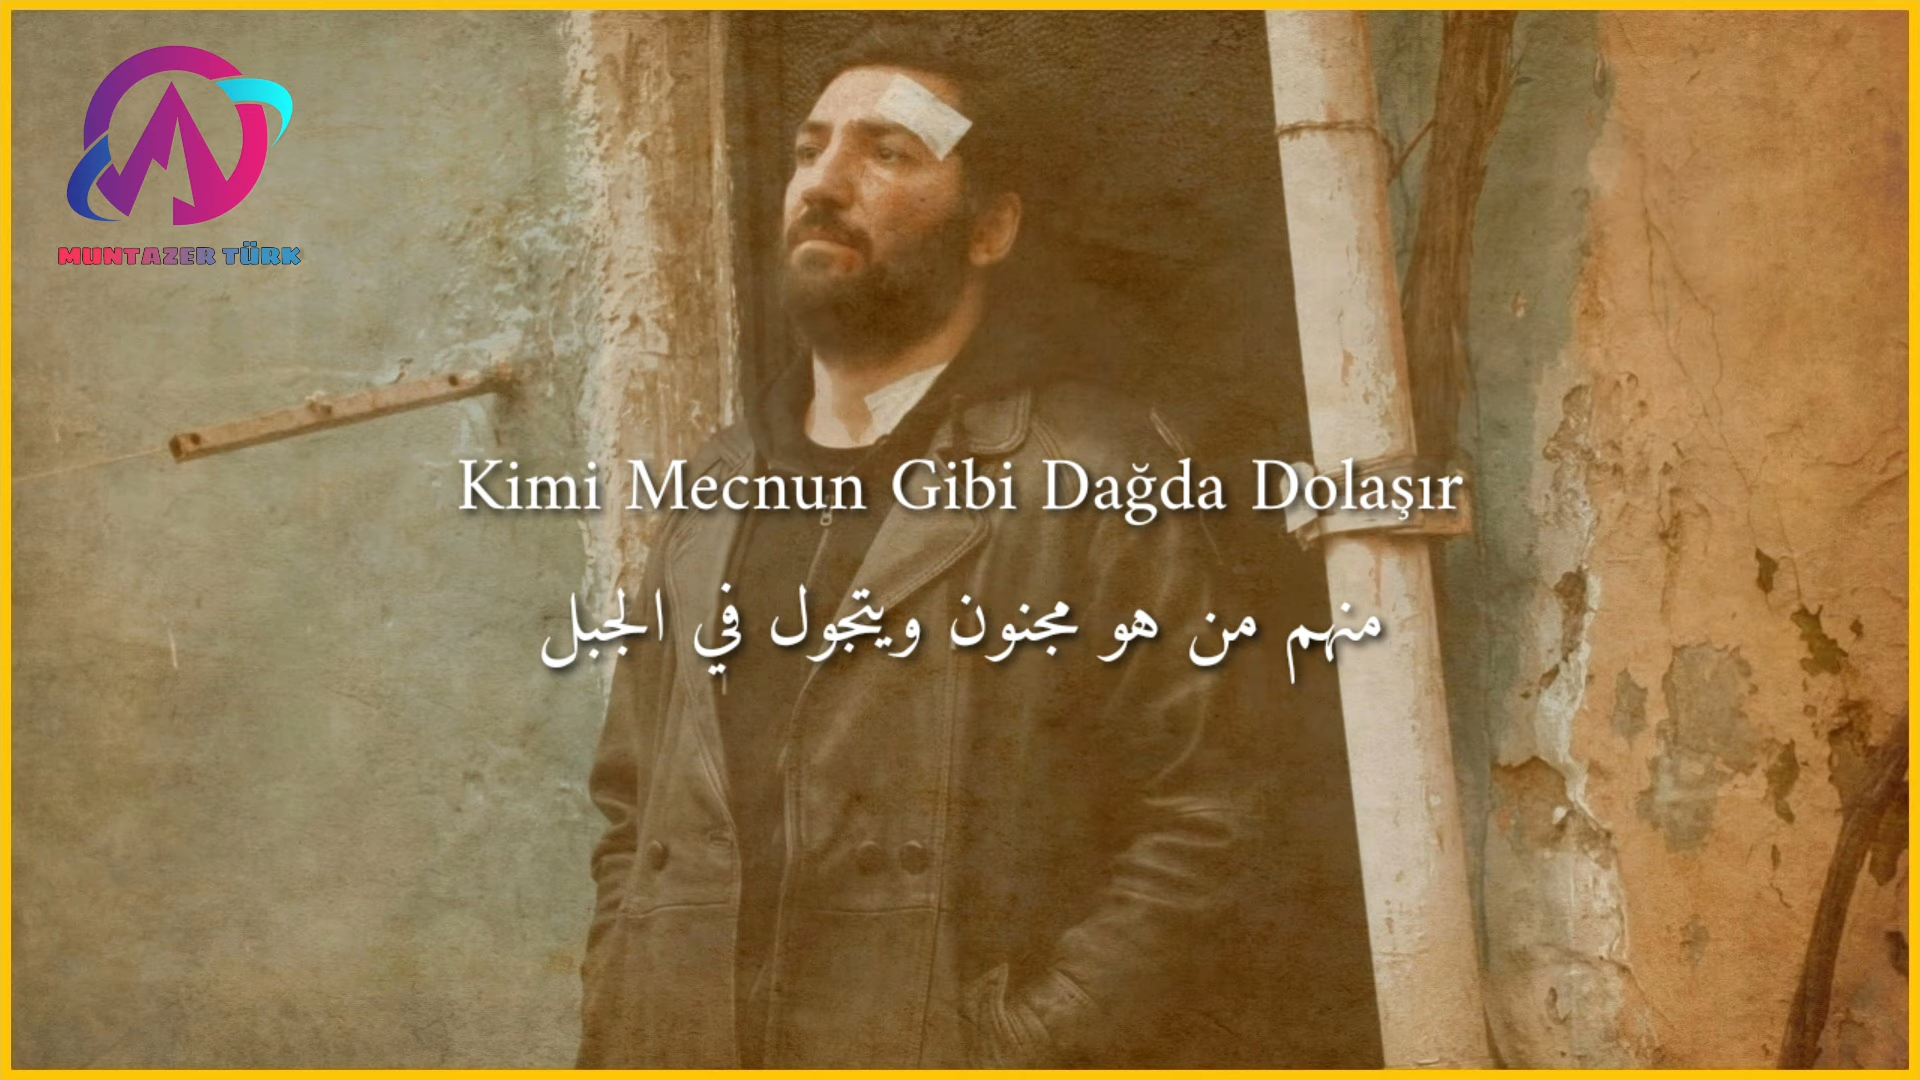 MUNTAZER TÜRK
Kimi Mecnun Gibi Dağda Dolaşır
منهم من هو مجنون ويتجول في الجبل